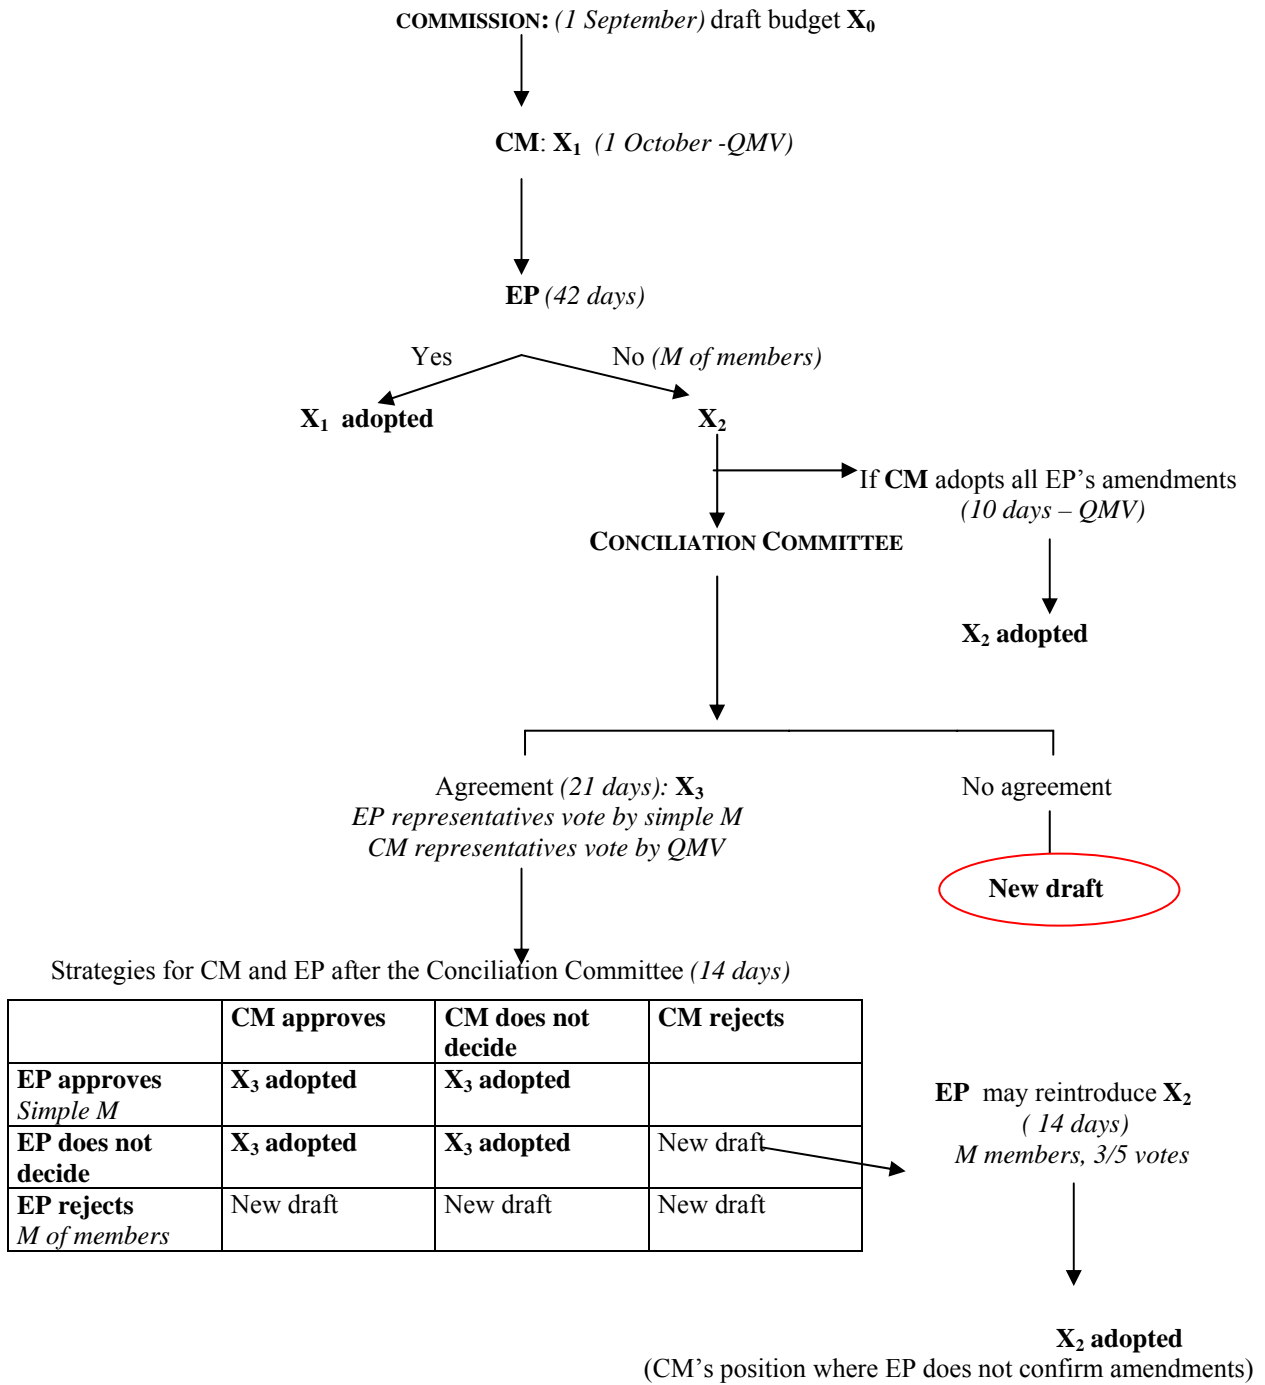 COMMISSION: (1 September) draft budget X0
CM: X1 (1 October -QMV)
EP (42 days)
Yes
No (M of members)
X1 adopted
X2
If CM adopts all EP's amendments
(10 days – QMV)
CONCILIATION COMMITTEE
X2 adopted
Agreement (21 days): X3
EP representatives vote by simple M
CM representatives vote by QMV
No agreement
New draft
Strategies for CM and EP after the Conciliation Committee (14 days)
CM approves
CM does not
decide
CM rejects
EP approves
Simple M
X3 adopted
X3 adopted
EP does not
decide
X3 adopted
X3 adopted
New draft
EP rejects
M of members
New draft
New draft
New draft
EP may reintroduce X2
( 14 days)
M members, 3/5 votes
X2 adopted
(CM's position where EP does not confirm amendments)